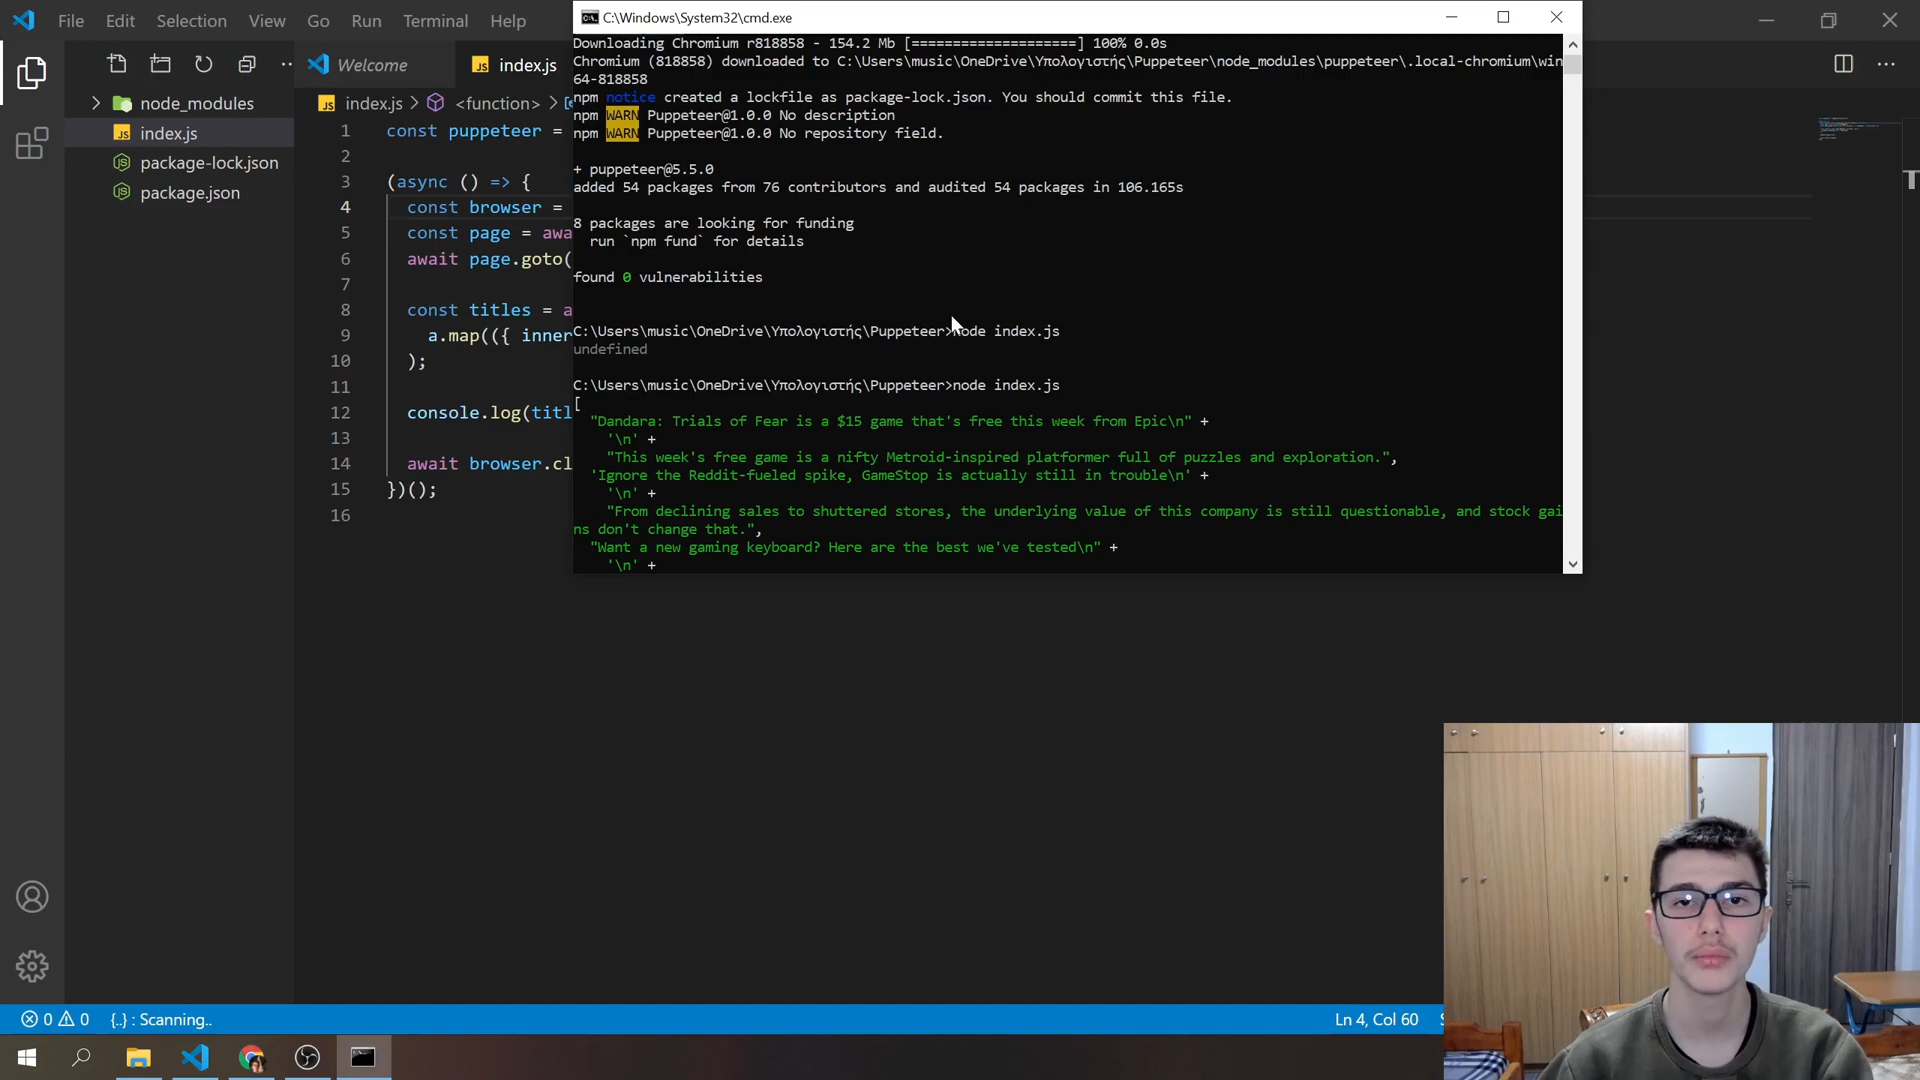 File Edit Selection View Go Run Terminal Help
C:\Windows\System32\cmd.exe
Downloading Chromium r818858 - 154.2 Mb [====================] 100% 0.0s
Chromium (818858) downloaded to C:\Users\music\OneDrive\Υπολογιστής\Puppeteer\node_modules\puppeteer\.local-chromium\win
64-818858
npm notice created a lockfile as package-lock.json. You should commit this file.
npm WARN Puppeteer@1.0.0 No description
npm WARN Puppeteer@1.0.0 No repository field.
+ puppeteer@5.5.0
added 54 packages from 76 contributors and audited 54 packages in 106.165s
8 packages are looking for funding
run `npm fund` for details
found 0 vulnerabilities
C:\Users\music\OneDrive\Υπολογιστής\Puppeteer>node index.js
undefined
C:\Users\music\OneDrive\Υπολογιστής\Puppeteer>node index.js
[
"Dandara: Trials of Fear is a $15 game that's free this week from Epic\n" +
'\n' +
"This week's free game is a nifty Metroid-inspired platformer full of puzzles and exploration.",
'Ignore the Reddit-fueled spike, GameStop is actually still in trouble\n' +
'\n' +
"From declining sales to shuttered stores, the underlying value of this company is still questionable, and stock gai
ns don't change that.",
"Want a new gaming keyboard? Here are the best we've tested\n" +
'\n' +
node_modules
index.js
package-lock.json
package.json
Welcome
index.js
index.js <function>
1 const puppeteer =
2
3 (async () => {
4 const browser =
5 const page = awa
6 await page.goto(
7
8 const titles = a
9 a.map(({ inner
10 );
11
12 console.log(titl
13
14 await browser.cl
15 })();
16
0 0 {..} : Scanning..
Ln 4, Col 60